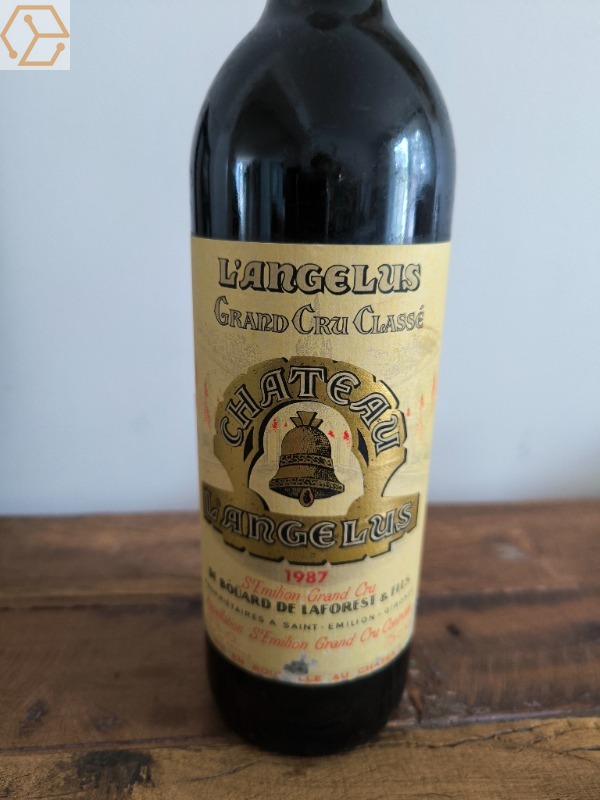 L'ANGELUS
GRAND CRU CLASSÉ
CHATEAU
L'ANGELUS
1987
St Emilion Grand Cru
DE BOÜARD DE LAFOREST & FILS
PROPRIÉTAIRES A SAINT-EMILION - GIRONDE
Appellation St Emilion Grand Cru Contrôlée
AU